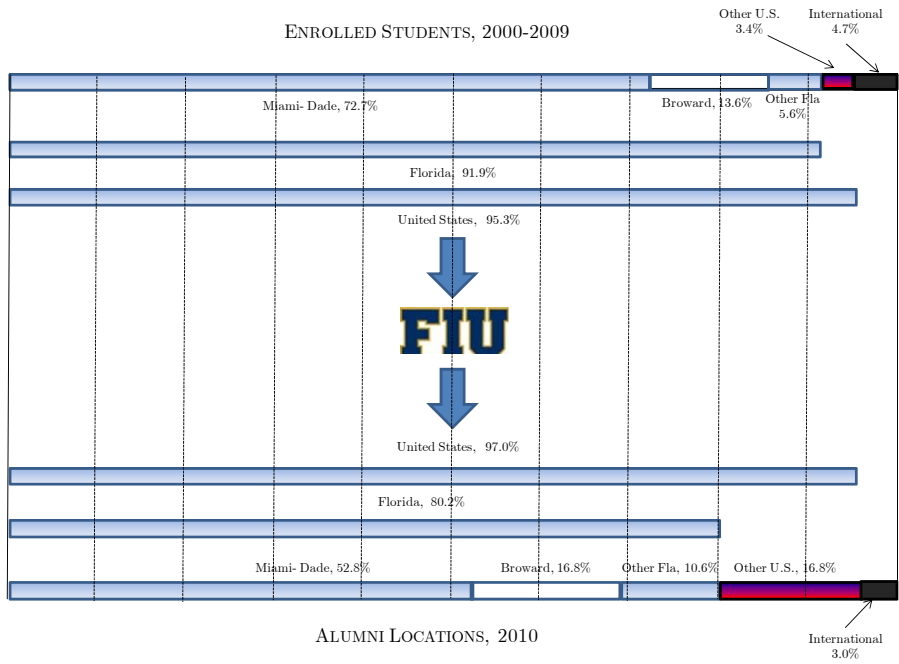 ENROLLED STUDENTS, 2000-2009
Other U.S.
3.4%
International
4.7%
Miami- Dade, 72.7%
Broward, 13.6%
Other Fla
5.6%
Florida, 91.9%
United States, 95.3%
FIU
United States, 97.0%
Florida, 80.2%
Miami- Dade, 52.8%
Broward, 16.8%
Other Fla, 10.6%
Other U.S., 16.8%
ALUMNI LOCATIONS, 2010
International
3.0%